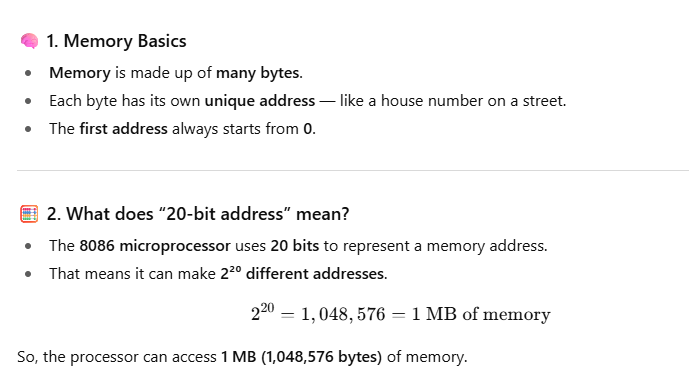 🧠 1. Memory Basics
• Memory is made up of many bytes.
• Each byte has its own unique address — like a house number on a street.
• The first address always starts from 0.
🧮 2. What does “20-bit address” mean?
• The 8086 microprocessor uses 20 bits to represent a memory address.
• That means it can make 2²⁰ different addresses.
2²⁰ = 1,048,576 = 1 MB of memory
So, the processor can access 1 MB (1,048,576 bytes) of memory.